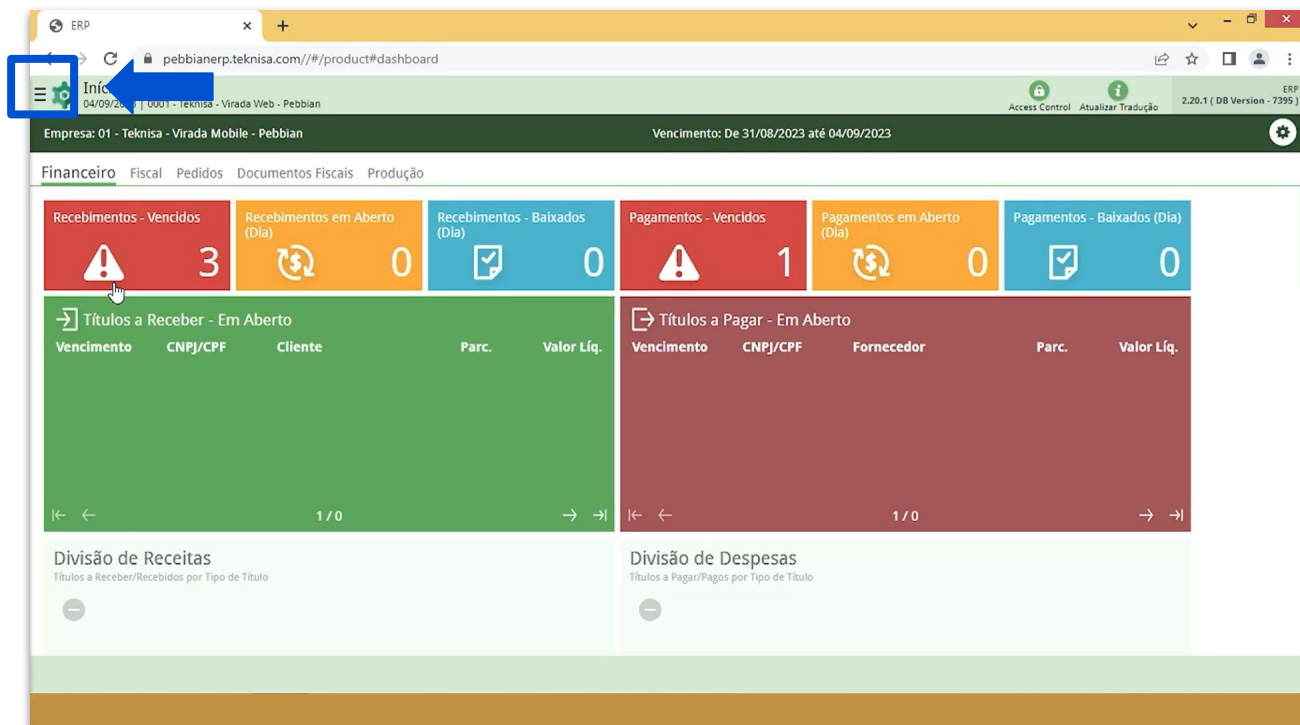 ERP
pebbianerp.teknisa.com//#/product#dashboard
04/09/20 | 0001 - Teknisa - Virada Web - Pebbian
Access Control
Atualizar Tradução
ERP
2.20.1 ( DB Version - 7395 )
Empresa: 01 - Teknisa - Virada Mobile - Pebbian
Vencimento: De 31/08/2023 até 04/09/2023
Financeiro Fiscal Pedidos Documentos Fiscais Produção
Recebimentos - Vencidos
3
Recebimentos em Aberto
(Dia)
0
Recebimentos - Baixados
(Dia)
0
Pagamentos - Vencidos
1
Pagamentos em Aberto
(Dia)
0
Pagamentos - Baixados (Dia)
0
Títulos a Receber - Em Aberto
Vencimento CNPJ/CPF Cliente Parc. Valor Líq.
1 / 0
Títulos a Pagar - Em Aberto
Vencimento CNPJ/CPF Fornecedor Parc. Valor Líq.
1 / 0
Divisão de Receitas
Títulos a Receber/Recebidos por Tipo de Título
Divisão de Despesas
Títulos a Pagar/Pagos por Tipo de Título